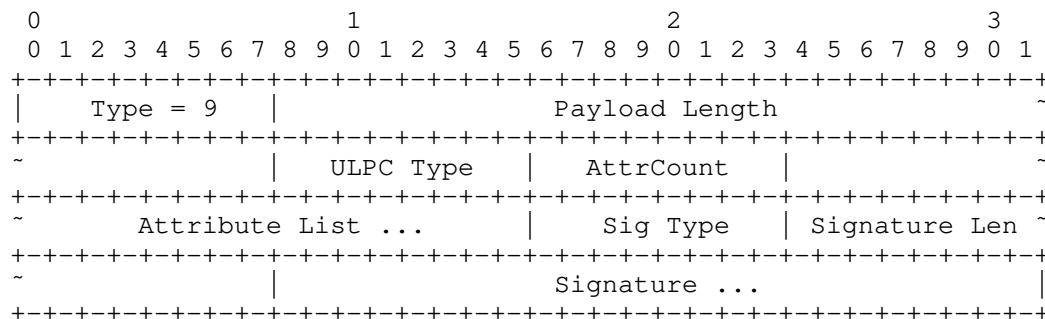 0                   1                   2                   3
 0 1 2 3 4 5 6 7 8 9 0 1 2 3 4 5 6 7 8 9 0 1 2 3 4 5 6 7 8 9 0 1
+-+-+-+-+-+-+-+-+-+-+-+-+-+-+-+-+-+-+-+-+-+-+-+-+-+-+-+-+-+-+-+-+
|    Type = 9   |                 Payload Length                ~
+-+-+-+-+-+-+-+-+-+-+-+-+-+-+-+-+-+-+-+-+-+-+-+-+-+-+-+-+-+-+-+-+
~               |   ULPC Type   |   AttrCount   |               ~
+-+-+-+-+-+-+-+-+-+-+-+-+-+-+-+-+-+-+-+-+-+-+-+-+-+-+-+-+-+-+-+-+
~       Attribute List ...      |    Sig Type   | Signature Len ~
+-+-+-+-+-+-+-+-+-+-+-+-+-+-+-+-+-+-+-+-+-+-+-+-+-+-+-+-+-+-+-+-+
~               |                 Signature ...                 |
+-+-+-+-+-+-+-+-+-+-+-+-+-+-+-+-+-+-+-+-+-+-+-+-+-+-+-+-+-+-+-+-+